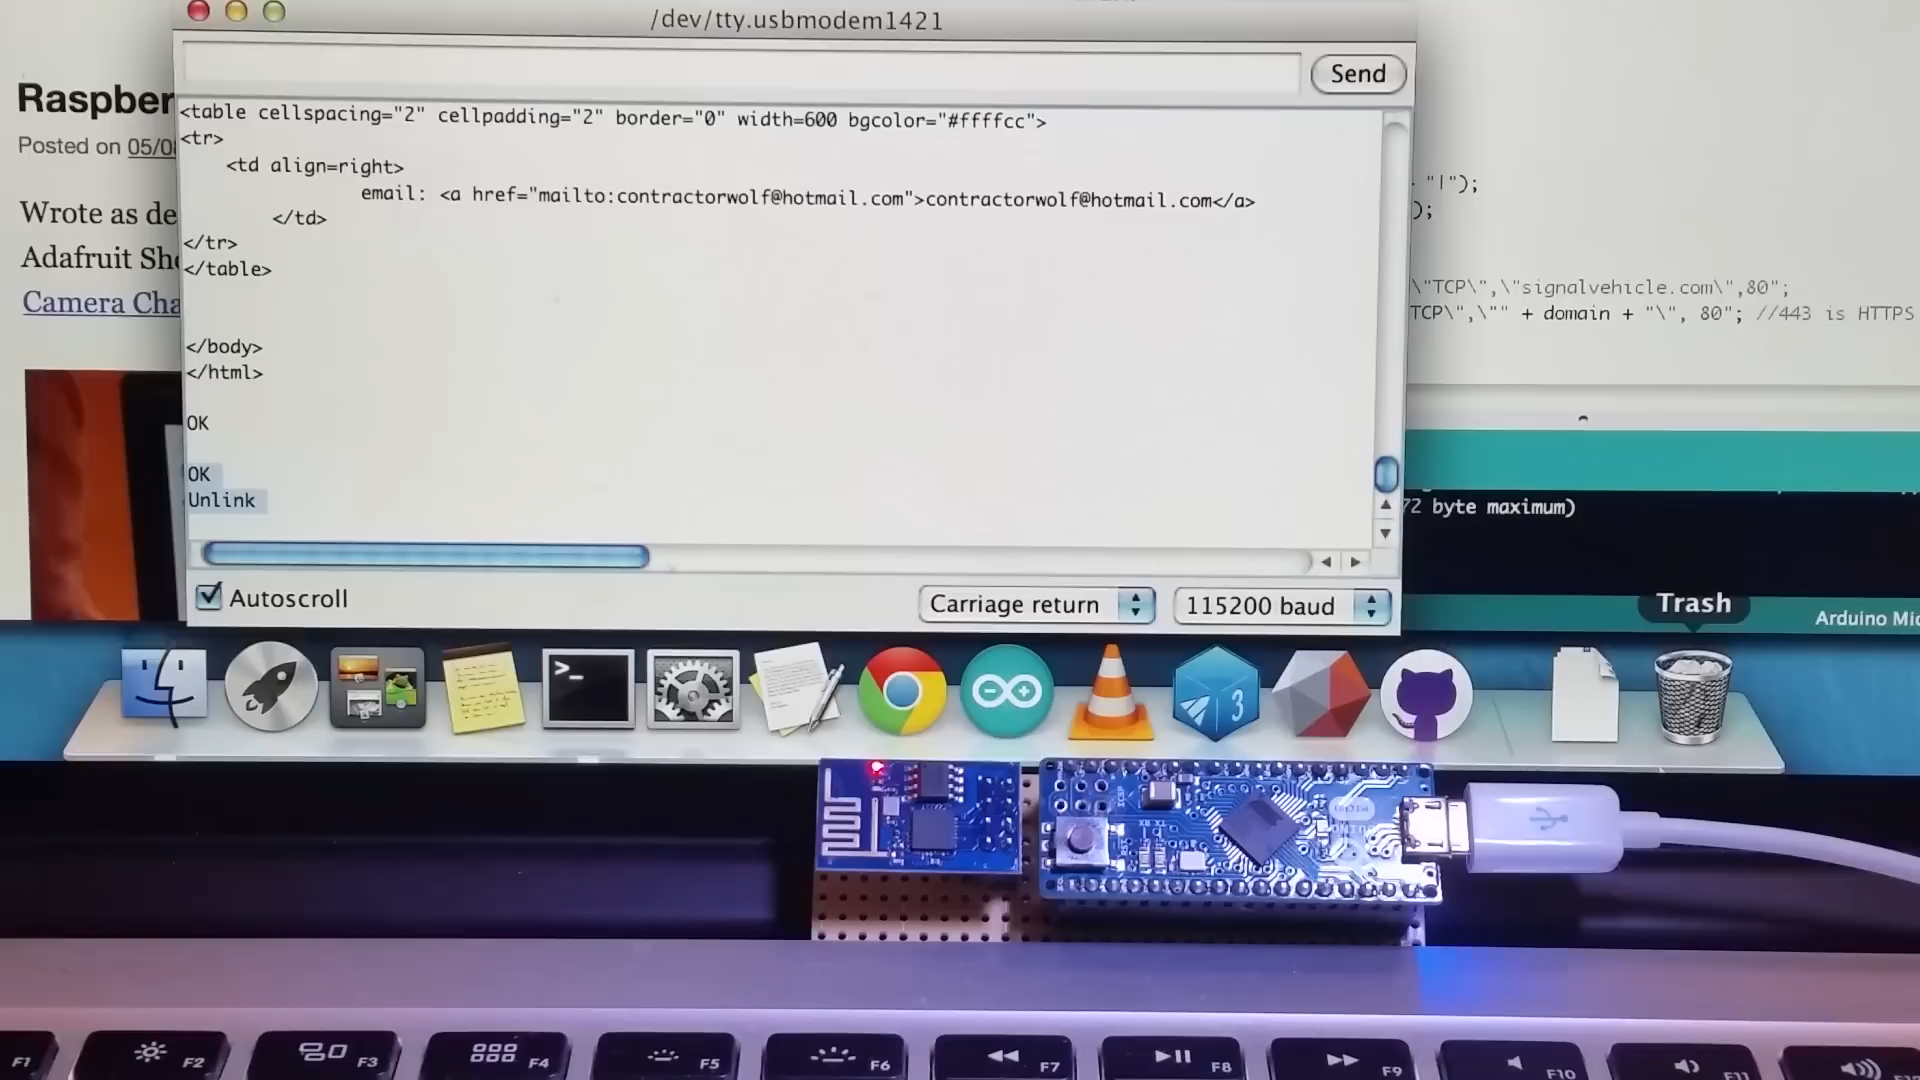 /dev/tty.usbmodem1421
Send
<table cellspacing="2" cellpadding="2" border="0" width=600 bgcolor="#ffffcc">
<tr>
<td align=right>
email: <a href="mailto:contractorwolf@hotmail.com">contractorwolf@hotmail.com</a>
</td>
</tr>
</table>
</body>
</html>
OK
OK
Unlink
Autoscroll
Carriage return
115200 baud
Raspber
Posted on 05/0
Wrote as de
Adafruit Sh
Camera Cha
"|");
);
\"TCP\",\"signalvehicle.com\",80";
TCP\",\"" + domain + "\", 80"; //443 is HTTPS
72 byte maximum)
Trash
Arduino Mic
>_
3
F1
F2
F3
F4
F5
F6
F7
F8
F9
F10
F11